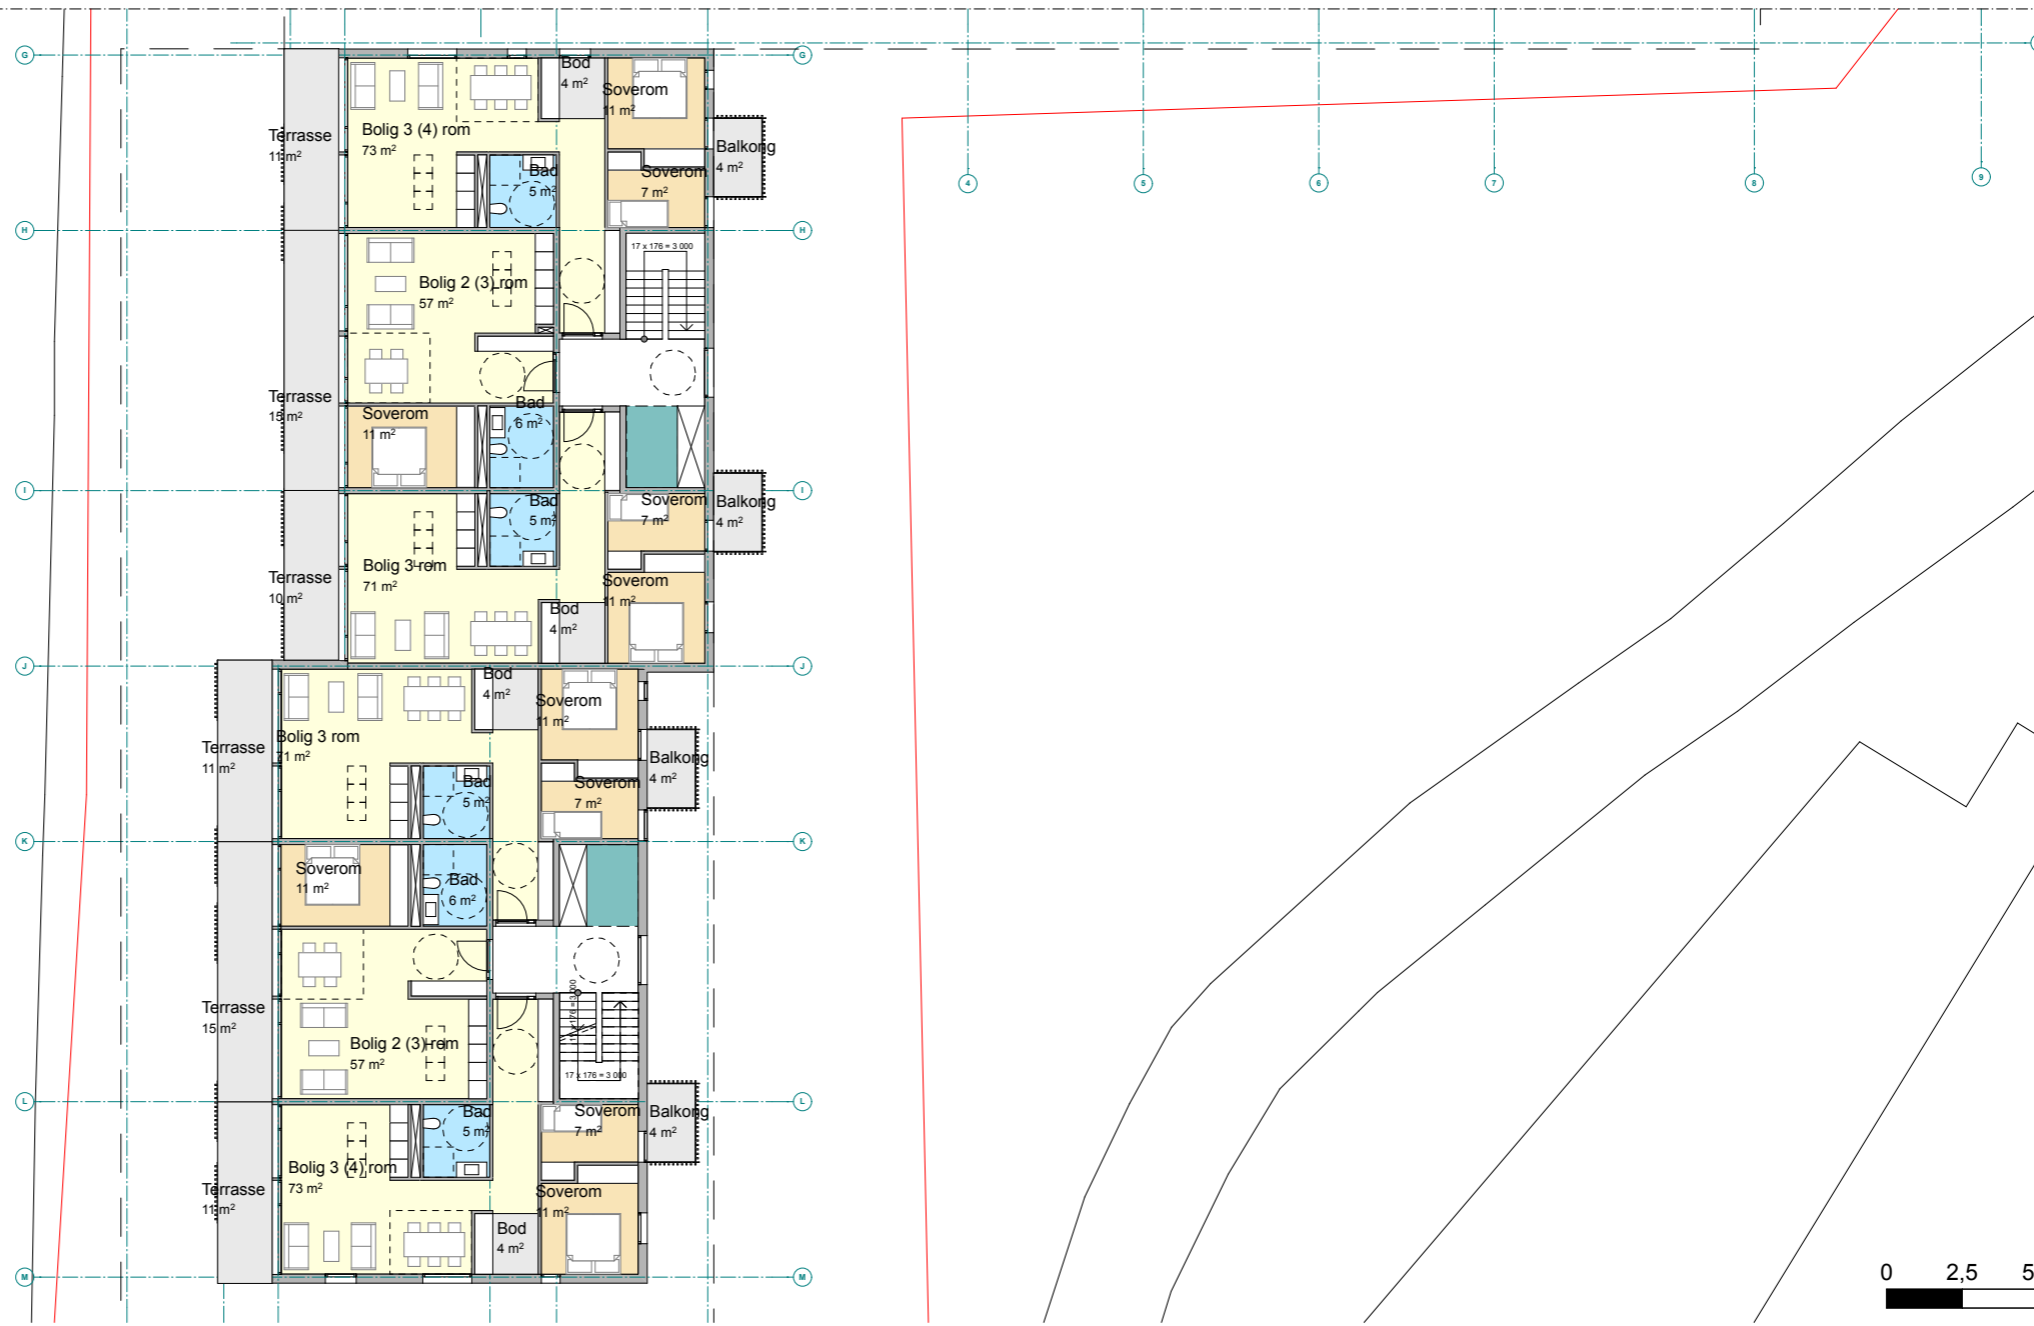 G
G
4
5
6
7
8
9
Bod
4 m²
Soverom
11 m²
Terrasse
11 m²
Bolig 3 (4) rom
73 m²
Balkong
4 m²
Bad
5 m²
Soverom
7 m²
H
H
17 x 176 = 3 000
Bolig 2 (3) rom
57 m²
Terrasse
15 m²
Soverom
11 m²
Bad
6 m²
I
I
Bad
5 m²
Soverom
7 m²
Balkong
4 m²
Terrasse
10 m²
Bolig 3 rom
71 m²
Soverom
11 m²
Bod
4 m²
J
J
Bod
4 m²
Soverom
11 m²
Bolig 3 rom
71 m²
Terrasse
11 m²
Balkong
4 m²
Bad
5 m²
Soverom
7 m²
K
K
Soverom
11 m²
Bad
6 m²
Terrasse
15 m²
Bolig 2 (3) rom
57 m²
17 x 176 = 3 000
L
L
Bad
5 m²
Soverom
7 m²
Balkong
4 m²
Bolig 3 (4) rom
73 m²
Terrasse
11 m²
Soverom
11 m²
Bod
4 m²
M
M
0 2,5 5